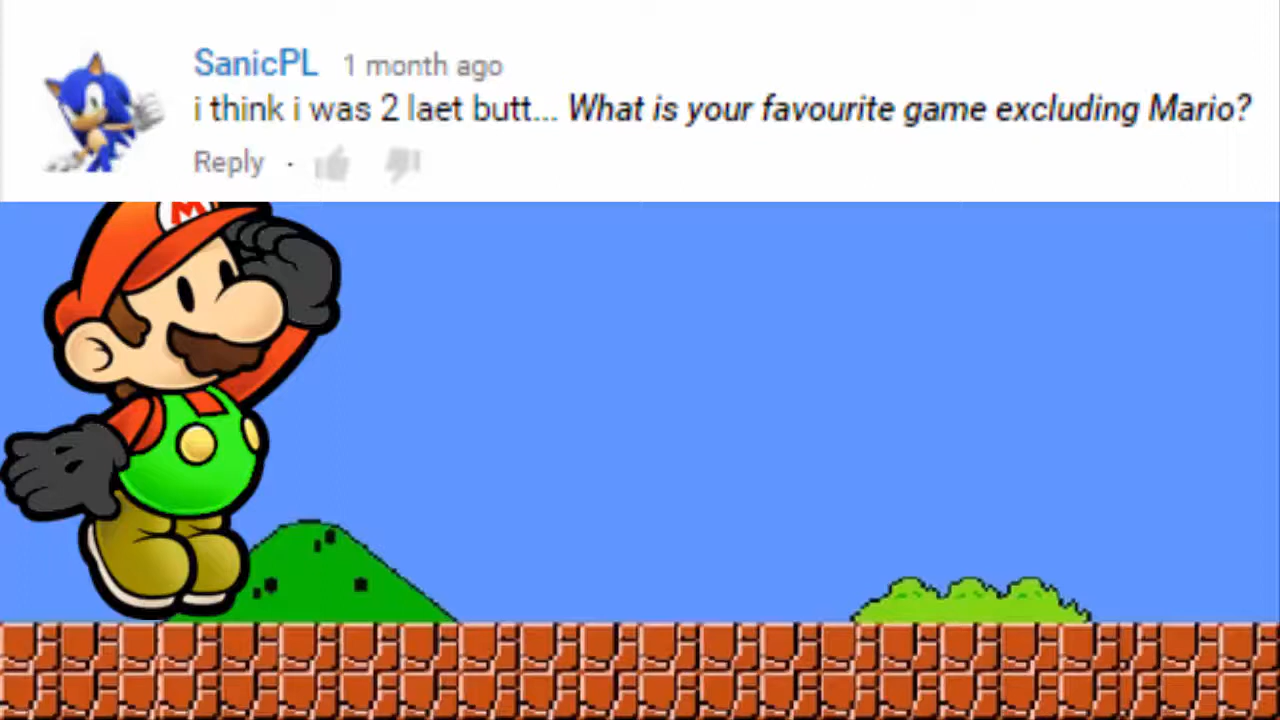 SanicPL 1 month ago
i think i was 2 laet butt... What is your favourite game excluding Mario?
Reply ·
M